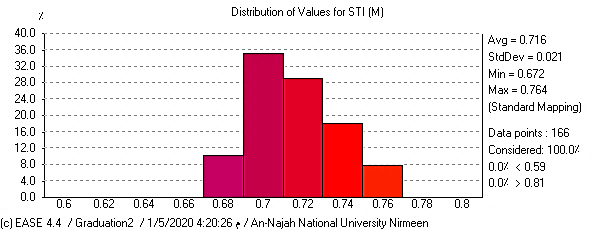 Distribution of Values for STI (M)
%
40.0
36.0
32.0
28.0
24.0
20.0
16.0
12.0
8.0
4.0
0.0
0.6 0.62 0.64 0.66 0.68 0.7 0.72 0.74 0.76 0.78 0.8
Avg = 0.716
StdDev = 0.021
Min = 0.672
Max = 0.764
(Standard Mapping)
Data points : 166
Considered: 100.0%
0.0% < 0.59
0.0% > 0.81
(c) EASE 4.4 / Graduation2 / 1/5/2020 4:20:26 م / An-Najah National University Nirmeen